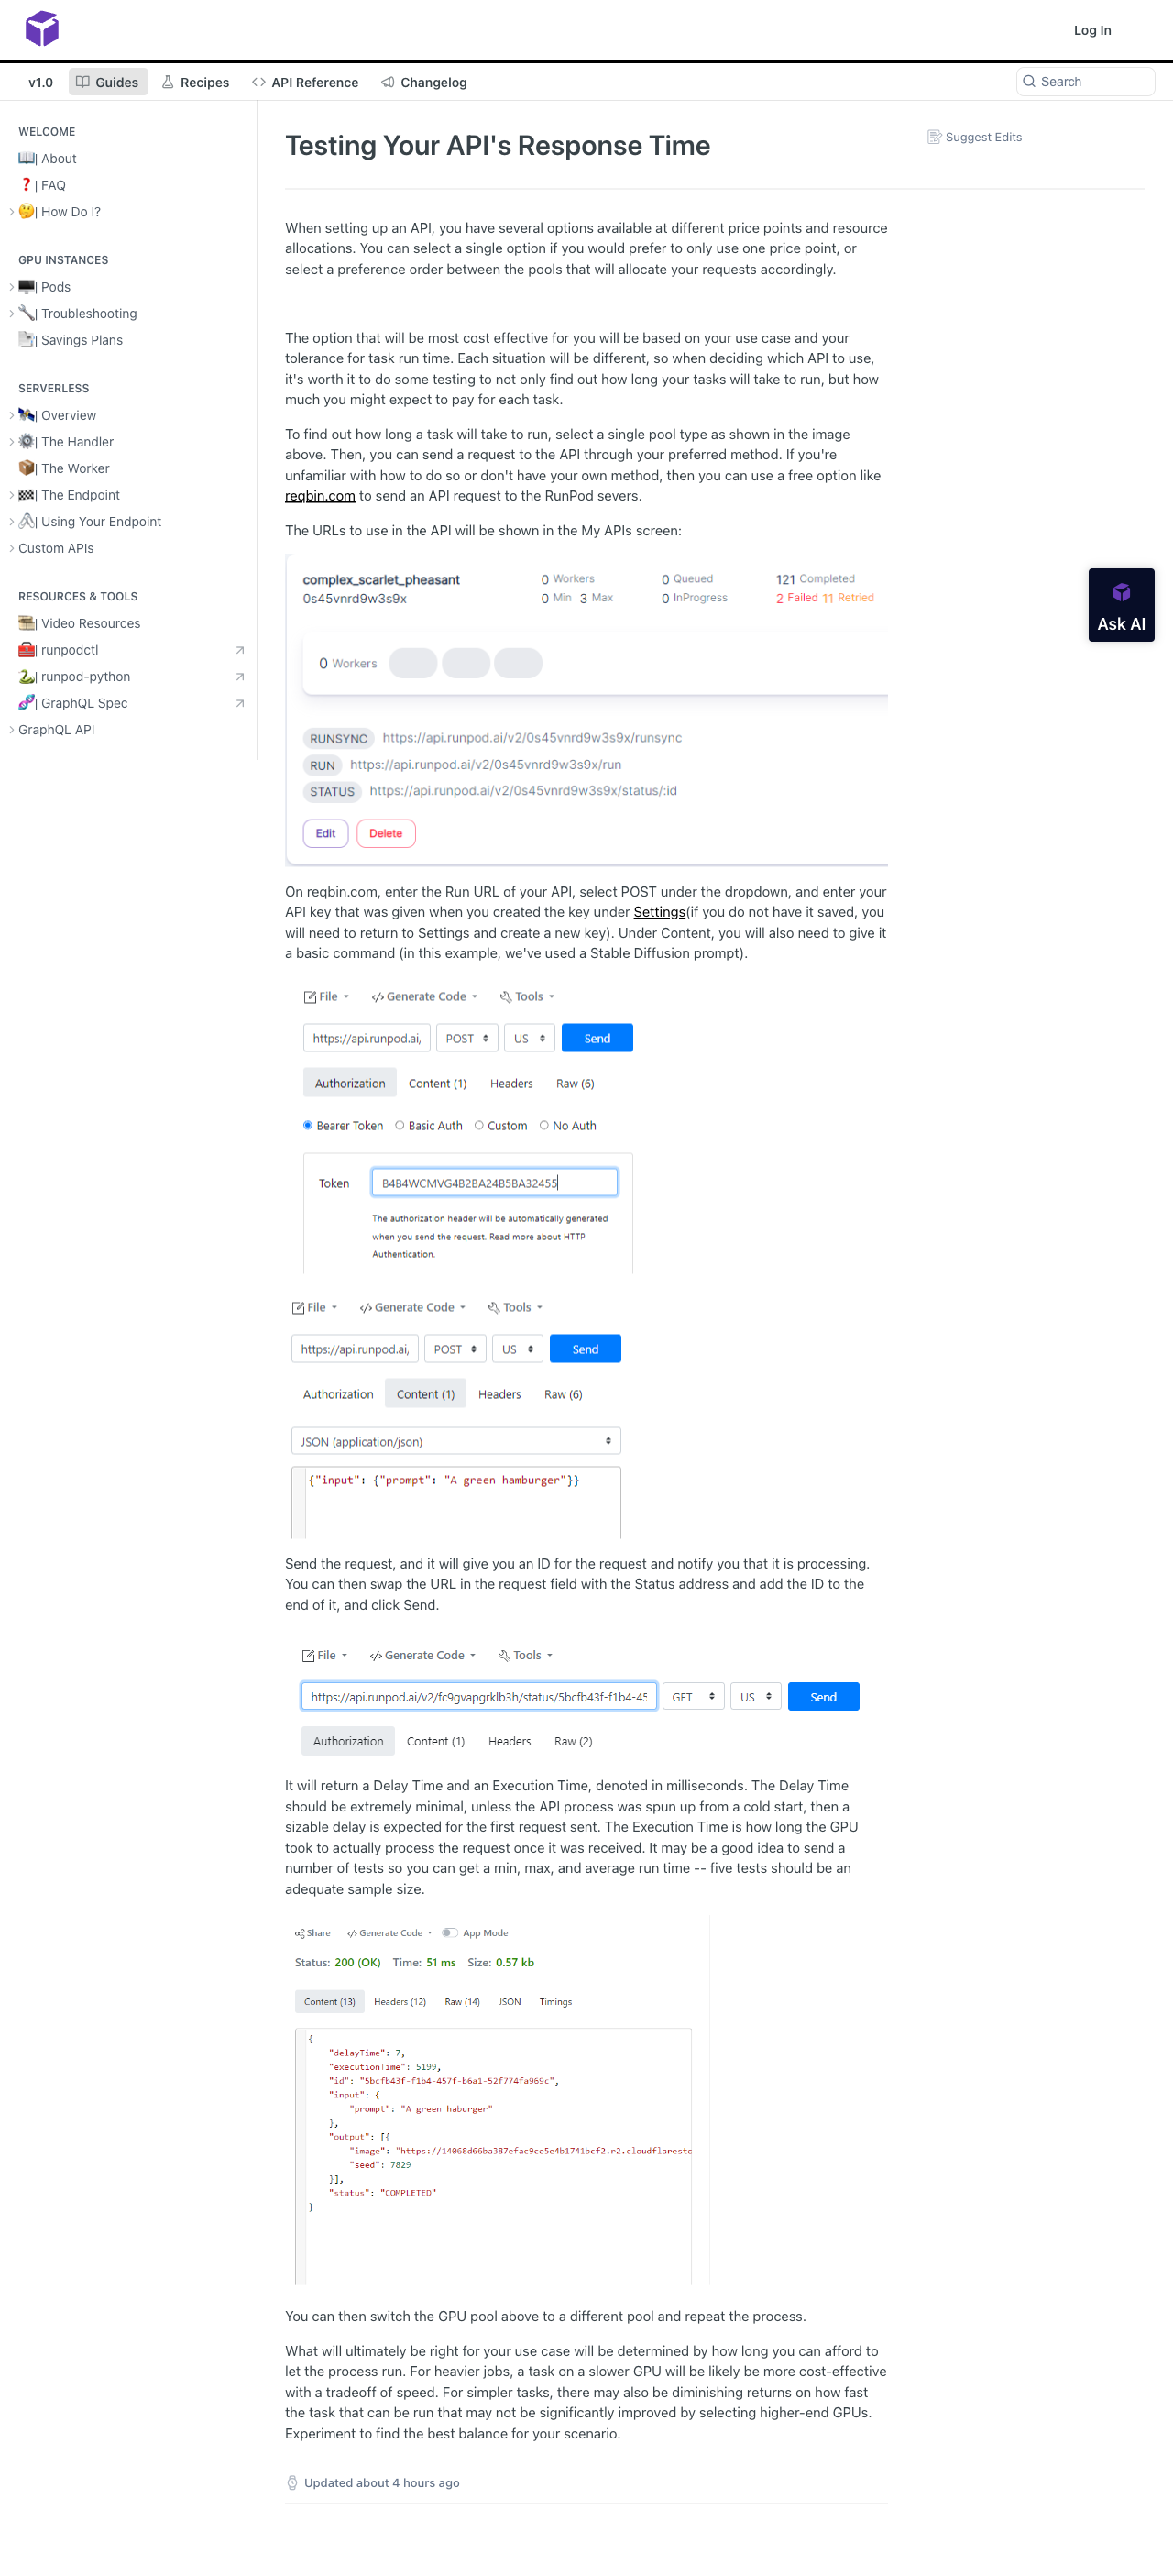 Log In
v1.0 Guides Recipes API Reference Changelog Search
WELCOME
| About
| FAQ
| How Do I?
GPU INSTANCES
| Pods
| Troubleshooting
| Savings Plans
SERVERLESS
| Overview
| The Handler
| The Worker
| The Endpoint
| Using Your Endpoint
Custom APIs
RESOURCES & TOOLS
| Video Resources
| runpodctl
| runpod-python
| GraphQL Spec
GraphQL API
Testing Your API's Response Time
Suggest Edits
When setting up an API, you have several options available at different price points and resource
allocations. You can select a single option if you would prefer to only use one price point, or
select a preference order between the pools that will allocate your requests accordingly.
The option that will be most cost effective for you will be based on your use case and your
tolerance for task run time. Each situation will be different, so when deciding which API to use,
it's worth it to do some testing to not only find out how long your tasks will take to run, but how
much you might expect to pay for each task.
To find out how long a task will take to run, select a single pool type as shown in the image
above. Then, you can send a request to the API through your preferred method. If you're
unfamiliar with how to do so or don't have your own method, then you can use a free option like
reqbin.com to send an API request to the RunPod severs.
The URLs to use in the API will be shown in the My APIs screen:
complex_scarlet_pheasant 0 Workers 0 Queued 121 Completed
0s45vnrd9w3s9x 0 Min 3 Max 0 InProgress 2 Failed 11 Retried
0 Workers
RUNSYNC https://api.runpod.ai/v2/0s45vnrd9w3s9x/runsync
RUN https://api.runpod.ai/v2/0s45vnrd9w3s9x/run
STATUS https://api.runpod.ai/v2/0s45vnrd9w3s9x/status/:id
Edit Delete
Ask AI
On reqbin.com, enter the Run URL of your API, select POST under the dropdown, and enter your
API key that was given when you created the key under Settings(if you do not have it saved, you
will need to return to Settings and create a new key). Under Content, you will also need to give it
a basic command (in this example, we've used a Stable Diffusion prompt).
File </> Generate Code Tools
https://api.runpod.ai, POST US Send
Authorization Content (1) Headers Raw (6)
Bearer Token Basic Auth Custom No Auth
Token B4B4WCMVG4B2BA24B5BA32455
The authorization header will be automatically generated
when you send the request. Read more about HTTP
Authentication.
File </> Generate Code Tools
https://api.runpod.ai, POST US Send
Authorization Content (1) Headers Raw (6)
JSON (application/json)
{"input": {"prompt": "A green hamburger"}}
Send the request, and it will give you an ID for the request and notify you that it is processing.
You can then swap the URL in the request field with the Status address and add the ID to the
end of it, and click Send.
File </> Generate Code Tools
https://api.runpod.ai/v2/fc9gvapgrklb3h/status/5bcfb43f-f1b4-45 GET US Send
Authorization Content (1) Headers Raw (2)
It will return a Delay Time and an Execution Time, denoted in milliseconds. The Delay Time
should be extremely minimal, unless the API process was spun up from a cold start, then a
sizable delay is expected for the first request sent. The Execution Time is how long the GPU
took to actually process the request once it was received. It may be a good idea to send a
number of tests so you can get a min, max, and average run time -- five tests should be an
adequate sample size.
Share </> Generate Code App Mode
Status: 200 (OK) Time: 51 ms Size: 0.57 kb
Content (13) Headers (12) Raw (14) JSON Timings
{
"delayTime": 7,
"executionTime": 5199,
"id": "5bcfb43f-f1b4-457f-b6a1-52f774fa969c",
"input": {
"prompt": "A green haburger"
},
"output": [{
"image": "https://14068d66ba387efac9ce5e4b1741bcf2.r2.cloudflaresto
"seed": 7829
}],
"status": "COMPLETED"
}
You can then switch the GPU pool above to a different pool and repeat the process.
What will ultimately be right for your use case will be determined by how long you can afford to
let the process run. For heavier jobs, a task on a slower GPU will be likely be more cost-effective
with a tradeoff of speed. For simpler tasks, there may also be diminishing returns on how fast
the task that can be run that may not be significantly improved by selecting higher-end GPUs.
Experiment to find the best balance for your scenario.
Updated about 4 hours ago